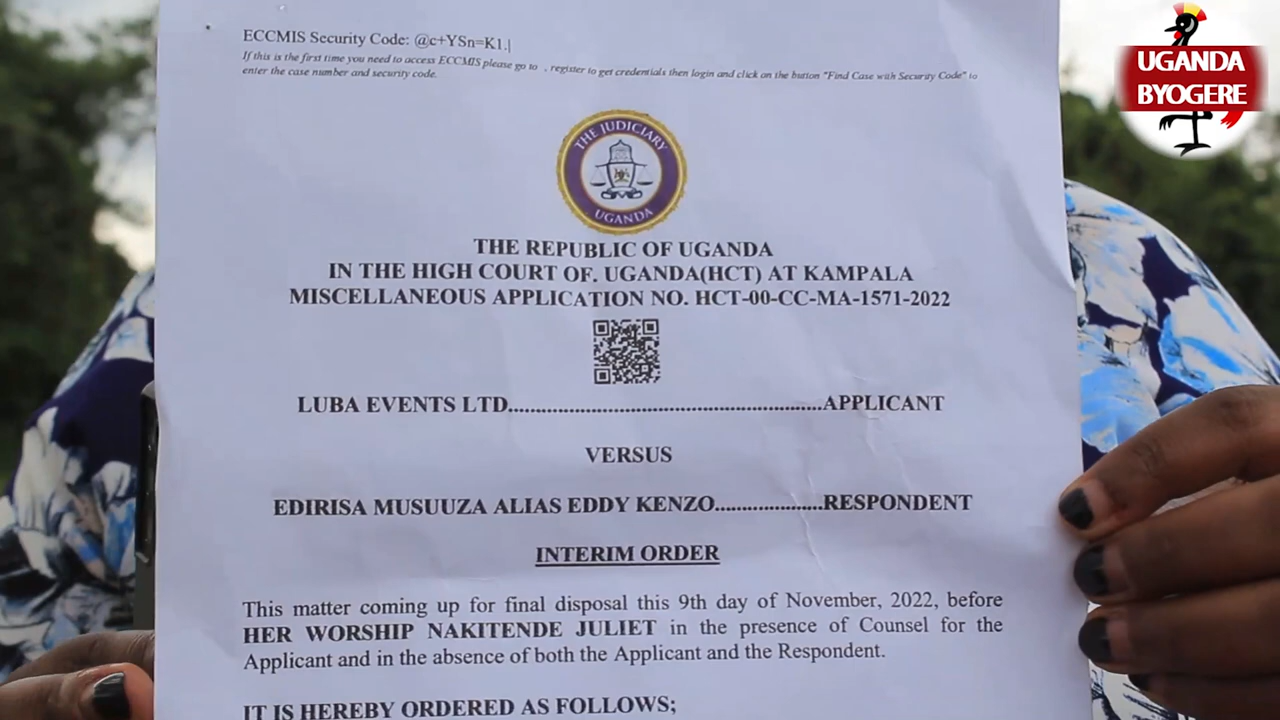 ECCMIS Security Code: @c+YSn=K1.|
If this is the first time you need to access ECCMIS please go to , register to get credentials then login and click on the button "Find Case with Security Code" to
enter the case number and security code.
UGANDA
BYOGERE
THE JUDICIARY
UGANDA
THE REPUBLIC OF UGANDA
IN THE HIGH COURT OF. UGANDA(HCT) AT KAMPALA
MISCELLANEOUS APPLICATION NO. HCT-00-CC-MA-1571-2022
LUBA EVENTS LTD............................................................APPLICANT
VERSUS
EDIRISA MUSUUZA ALIAS EDDY KENZO....................RESPONDENT
INTERIM ORDER
This matter coming up for final disposal this 9th day of November, 2022, before
HER WORSHIP NAKITENDE JULIET in the presence of Counsel for the
Applicant and in the absence of both the Applicant and the Respondent.
IT IS HEREBY ORDERED AS FOLLOWS;